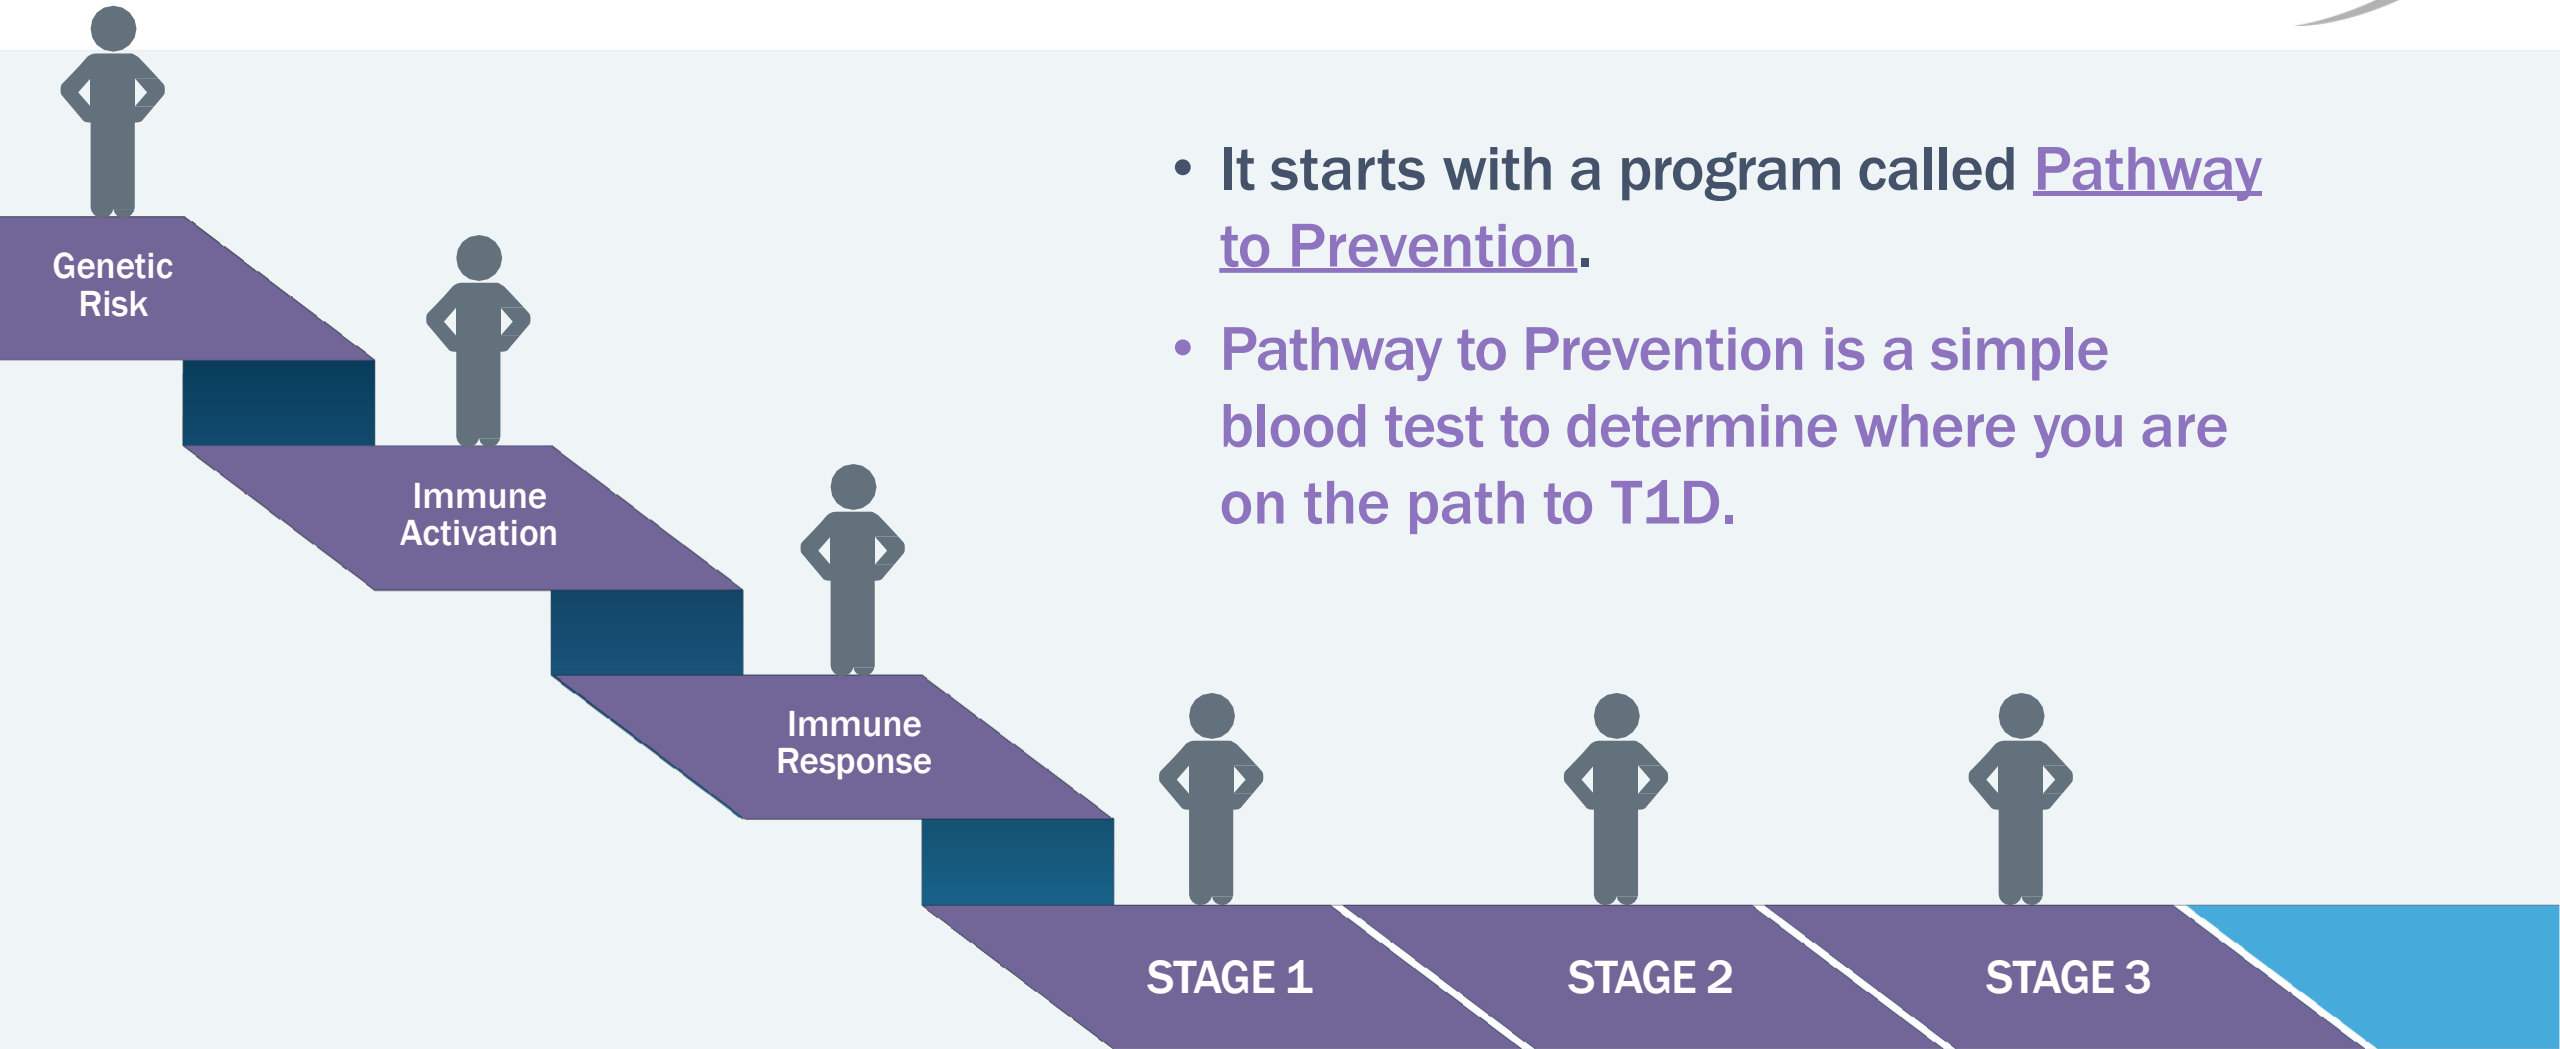 • It starts with a program called Pathway
to Prevention.
• Pathway to Prevention is a simple
blood test to determine where you are
on the path to T1D.
Genetic
Risk
Immune
Activation
Immune
Response
STAGE 1
STAGE 2
STAGE 3